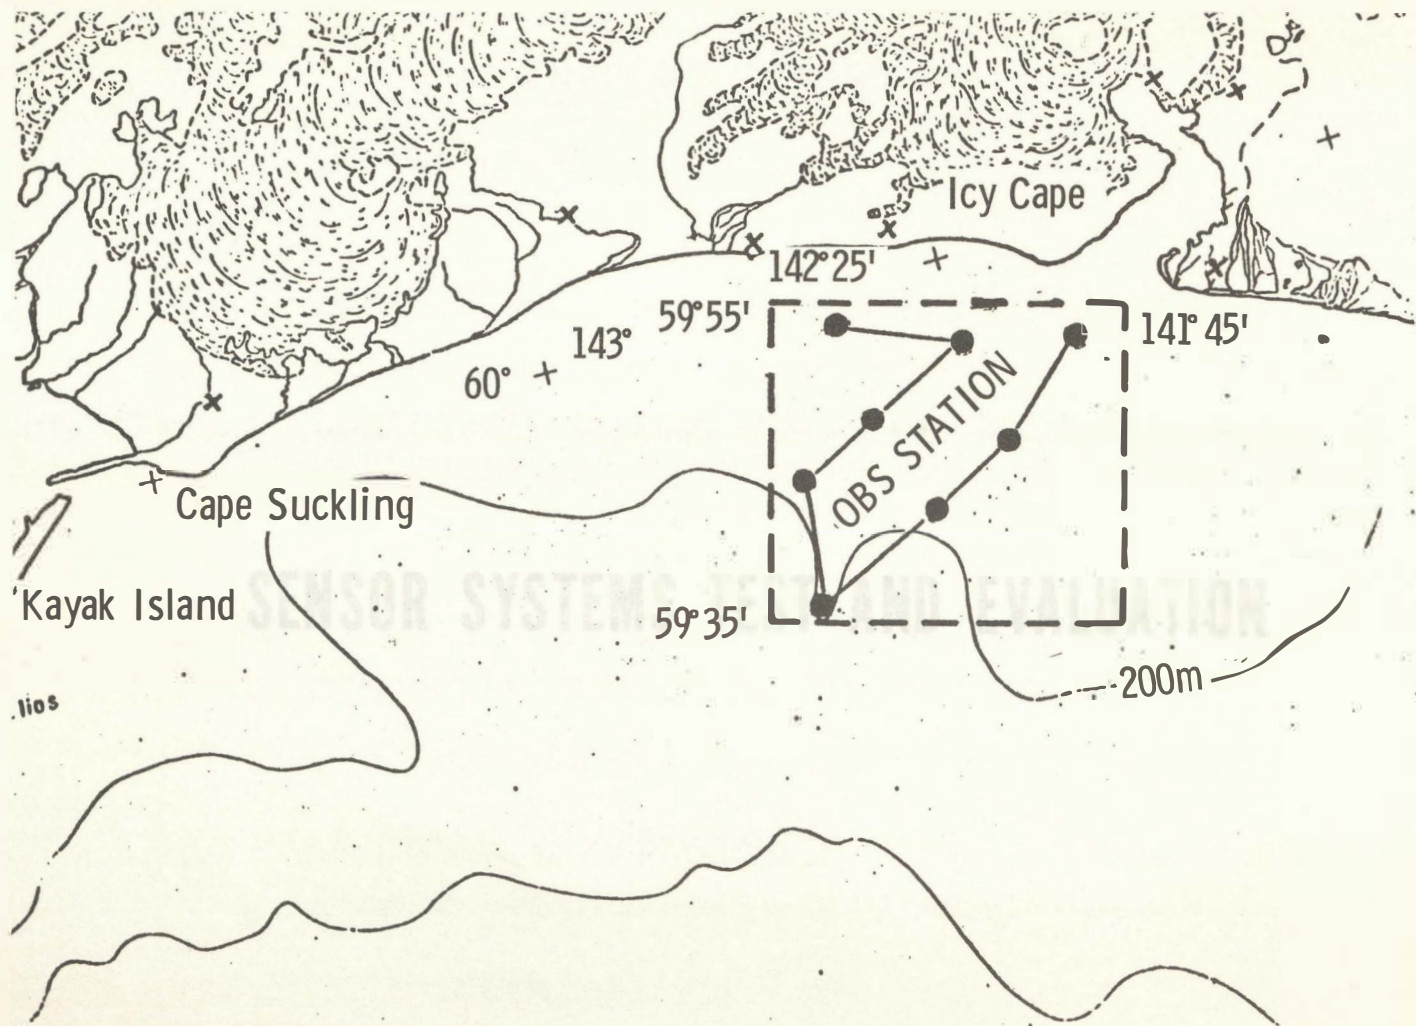 Icy Cape
142°25'
59°55'
141°45'
143°
60°
OBS STATION
Cape Suckling
Kayak Island
SENSOR SYSTEMS TEST AND EVALUATION
59°35'
200m